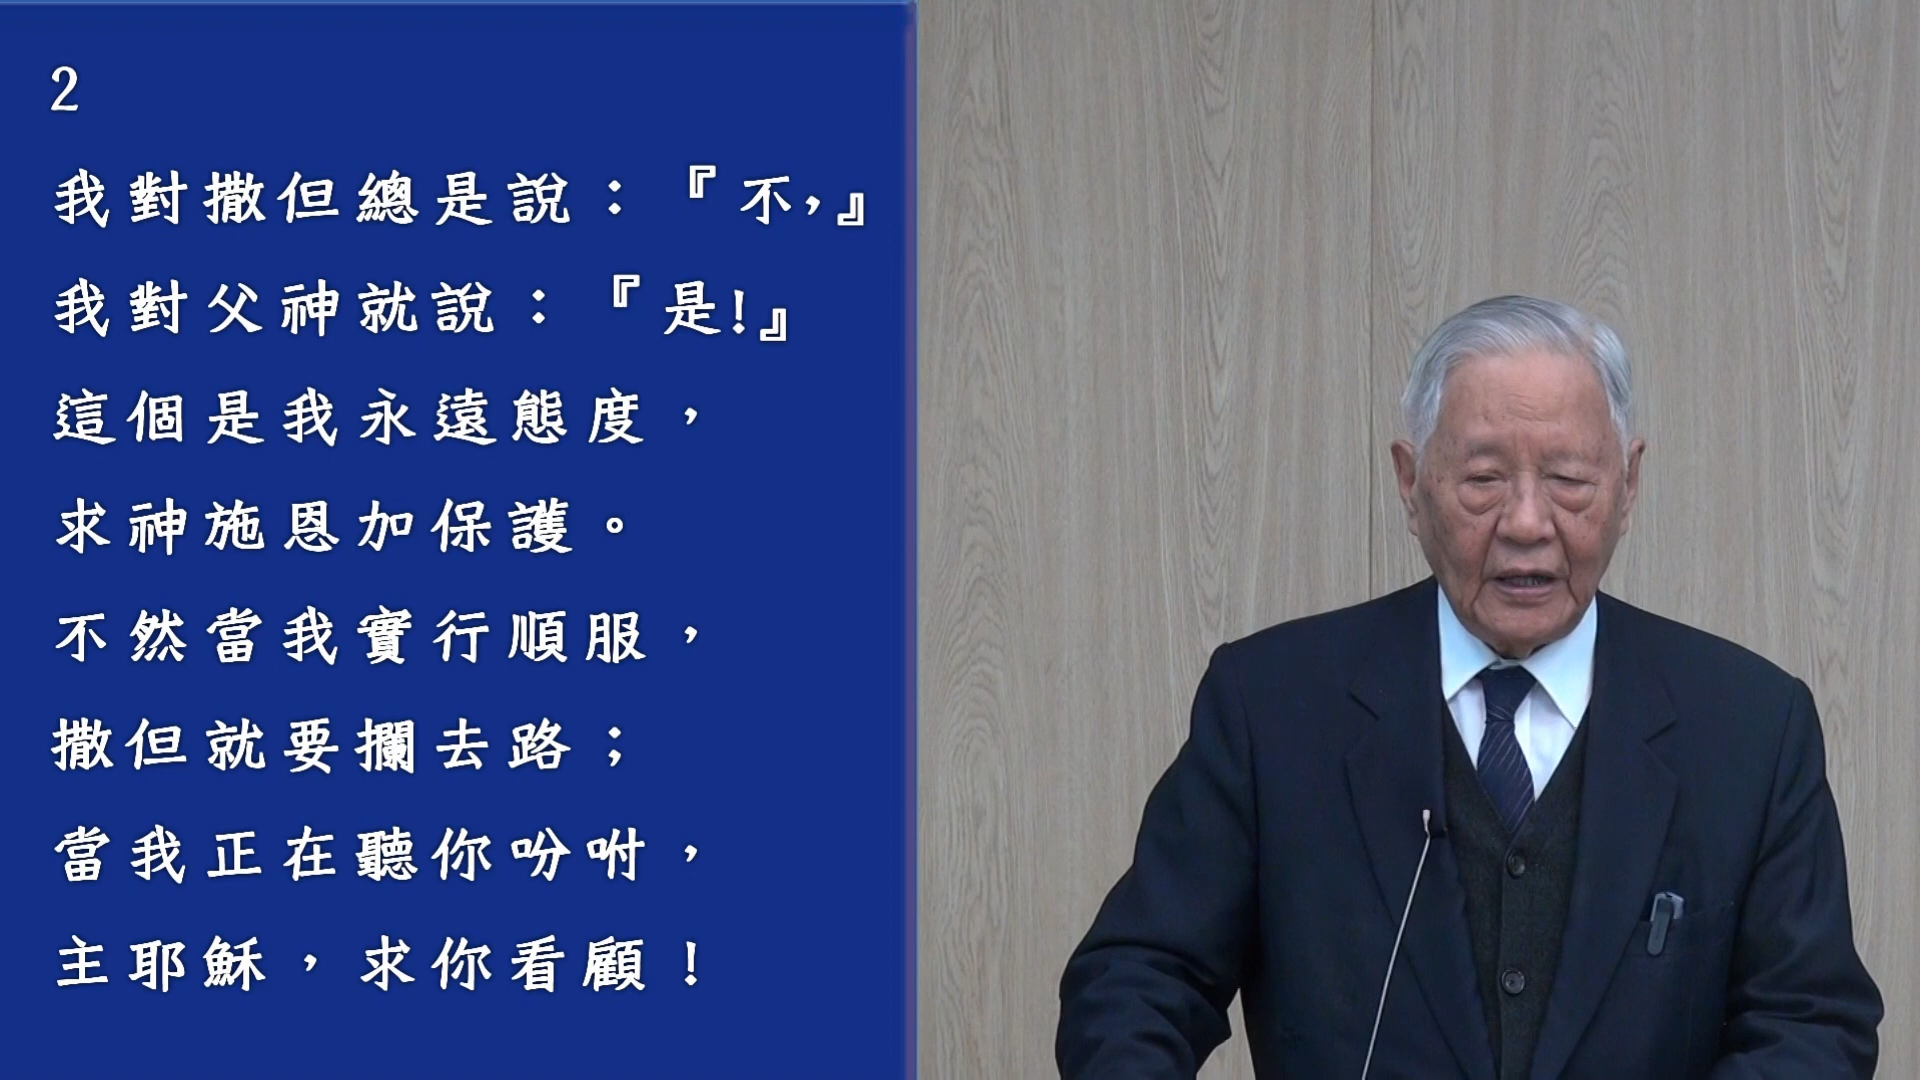 2
我對撒但總是說：『不，』
我對父神就說：『是！』
這個是我永遠態度，
求神施恩加保護。
不然當我實行順服，
撒但就要攔去路；
當我正在聽你吩咐，
主耶穌，求你看顧！